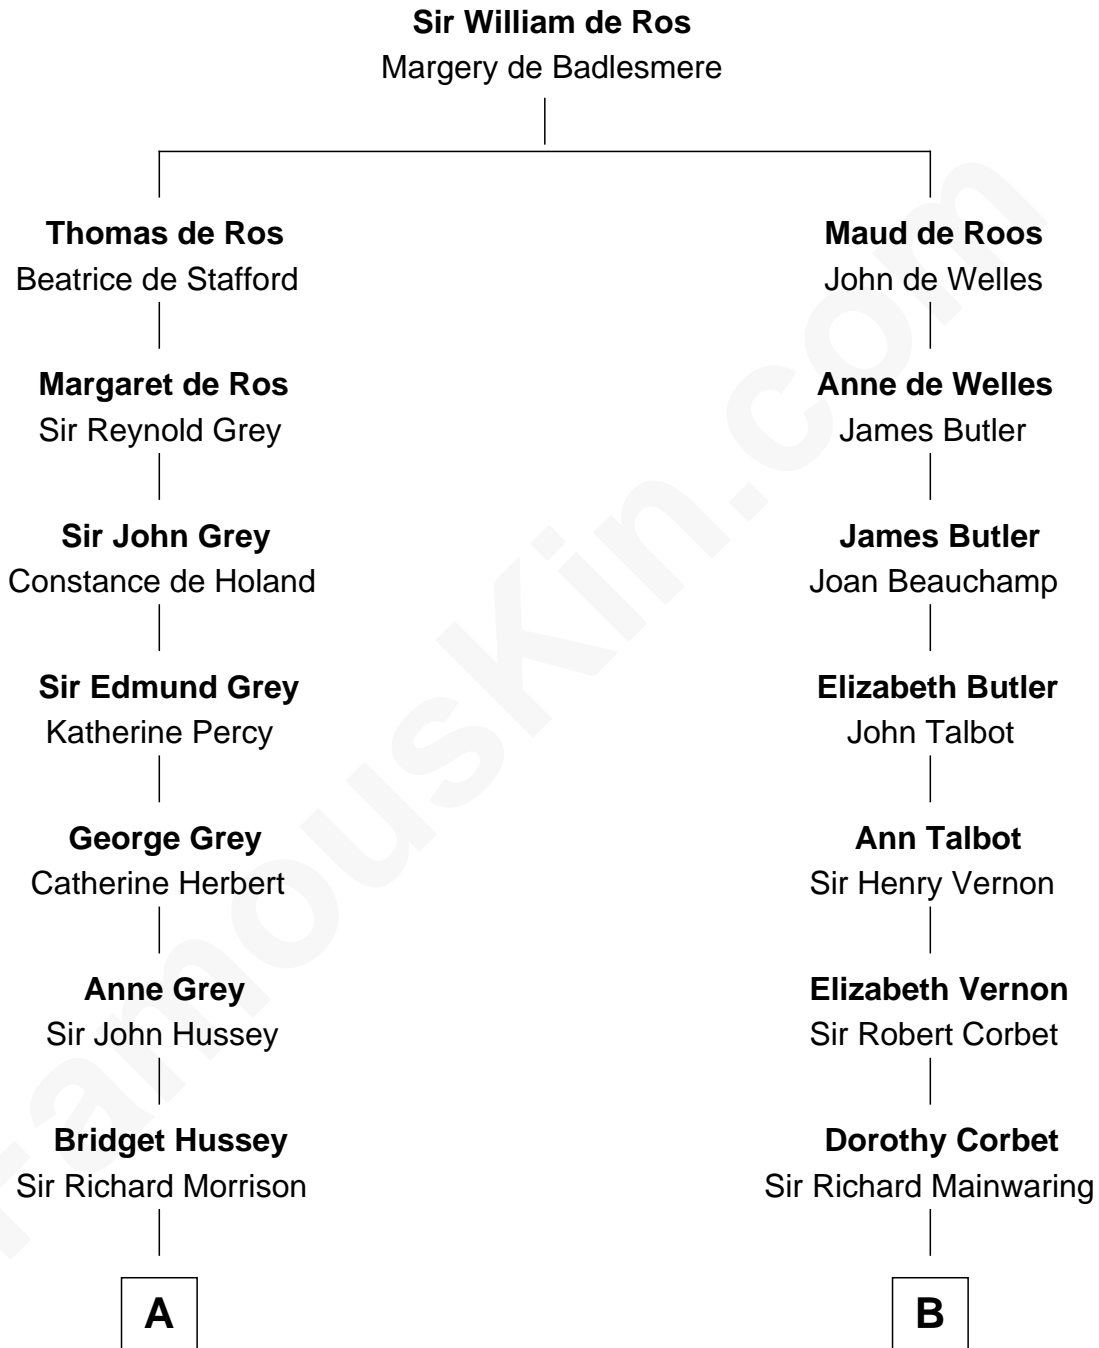 Sir William de Ros
Margery de Badlesmere
Thomas de Ros
Beatrice de Stafford
Maud de Roos
John de Welles
Margaret de Ros
Sir Reynold Grey
Anne de Welles
James Butler
Sir John Grey
Constance de Holand
James Butler
Joan Beauchamp
Sir Edmund Grey
Katherine Percy
Elizabeth Butler
John Talbot
George Grey
Catherine Herbert
Ann Talbot
Sir Henry Vernon
Anne Grey
Sir John Hussey
Elizabeth Vernon
Sir Robert Corbet
Bridget Hussey
Sir Richard Morrison
Dorothy Corbet
Sir Richard Mainwaring
A
B
FamousKin.com